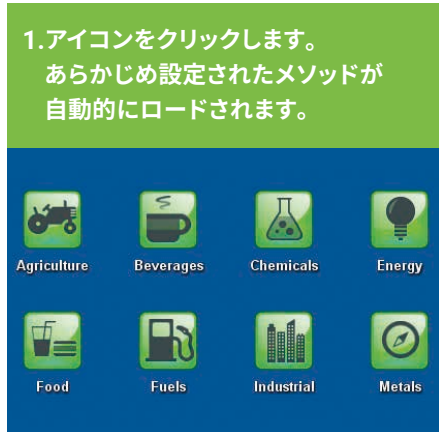 1.アイコンをクリックします。
あらかじめ設定されたメソッドが
自動的にロードされます。
Agriculture Beverages Chemicals Energy
Food Fuels Industrial Metals